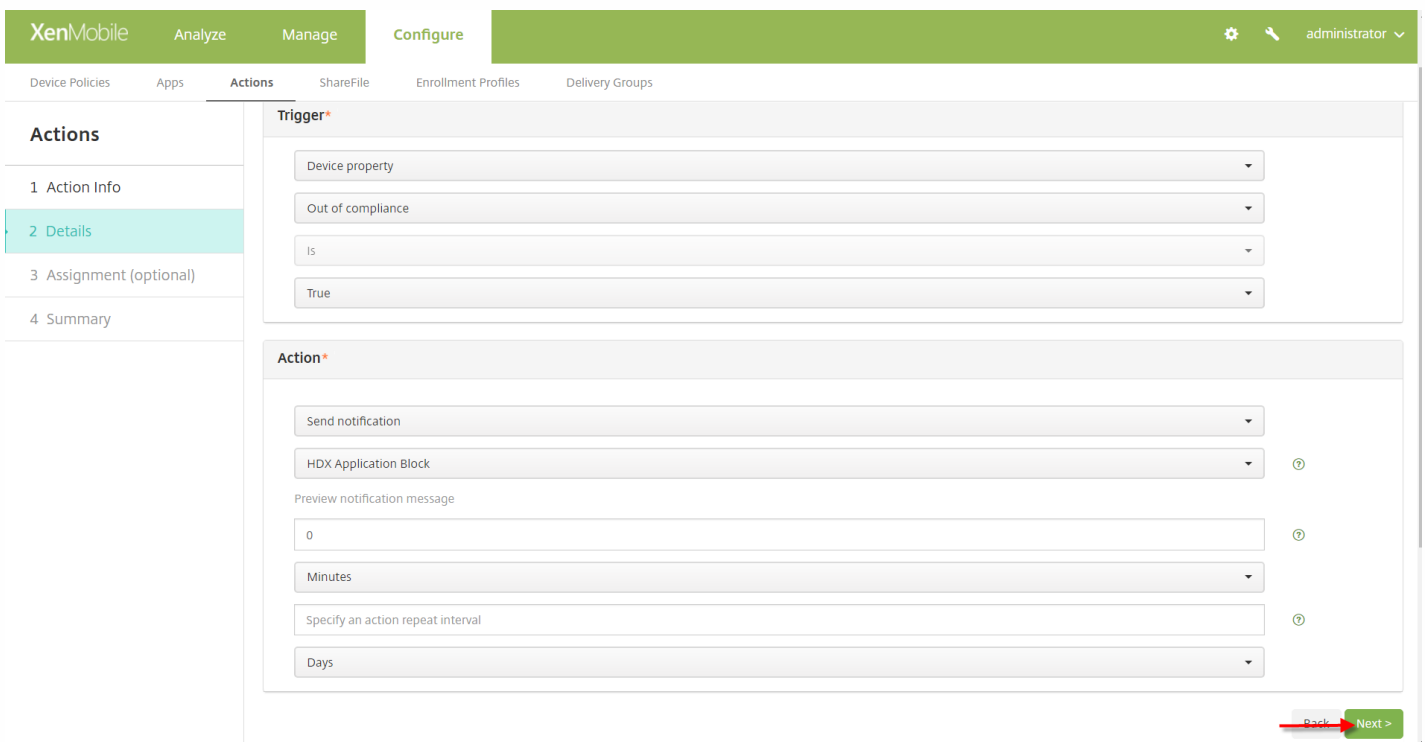 XenMobile Analyze Manage Configure administrator
Device Policies Apps Actions ShareFile Enrollment Profiles Delivery Groups
Actions
1 Action Info
2 Details
3 Assignment (optional)
4 Summary
Trigger*
Device property
Out of compliance
Is
True
Action*
Send notification
HDX Application Block
?
Preview notification message
0
?
Minutes
Specify an action repeat interval
?
Days
Back Next >